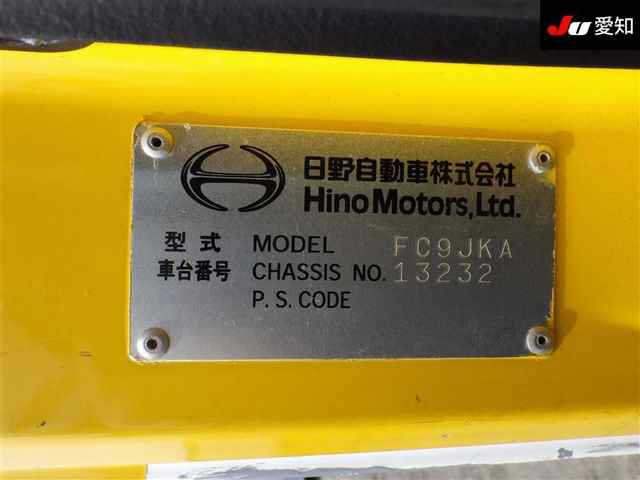 JU 愛知
日野自動車株式会社
Hino Motors, Ltd.
型式 MODEL FC9JKA
車台番号 CHASSIS NO. 13232
P. S. CODE